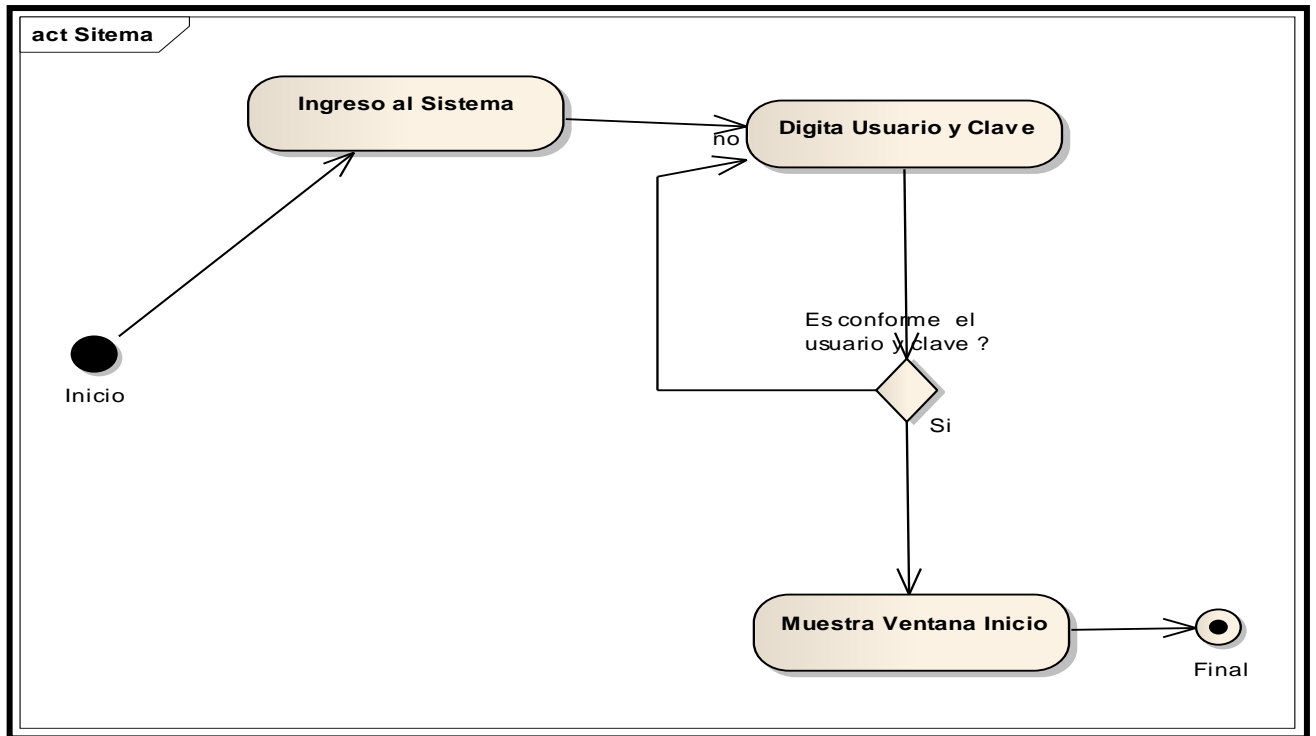 act Sitema
Ingreso al Sistema
Digita Usuario y Clave
no
Es conforme el
usuario y clave ?
Si
Inicio
Muestra Ventana Inicio
Final